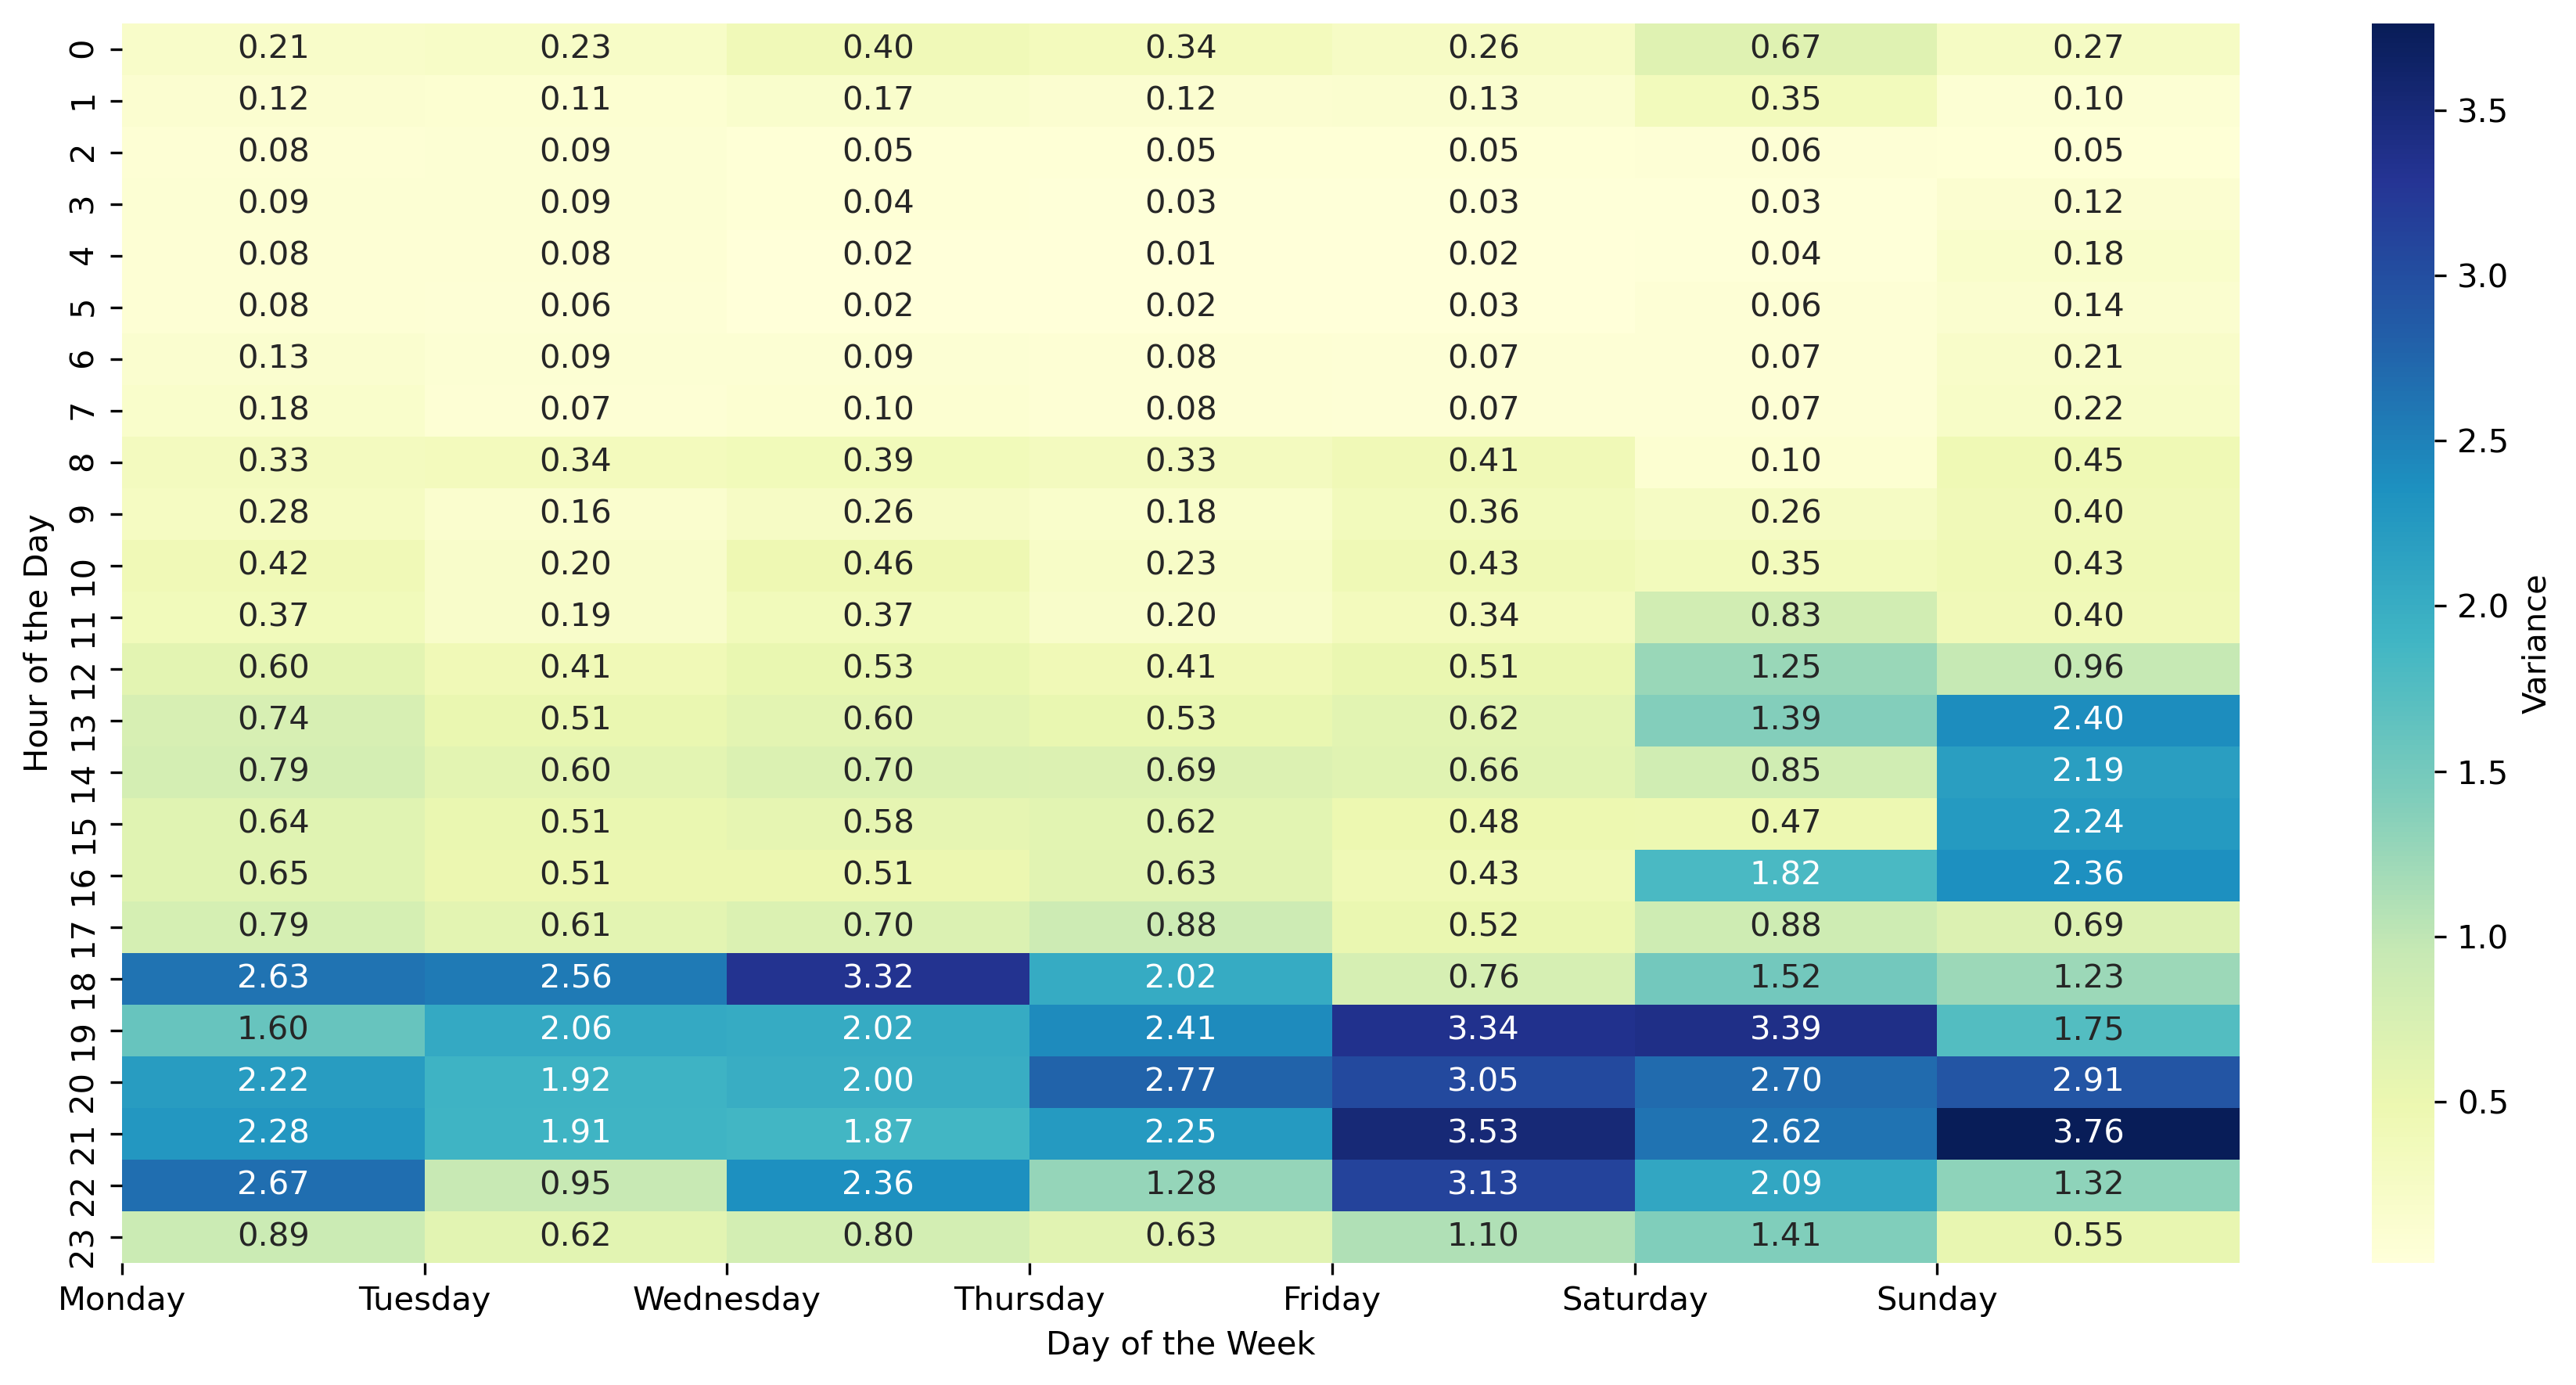 0 0.21 0.23 0.40 0.34 0.26 0.67 0.27
1 0.12 0.11 0.17 0.12 0.13 0.35 0.10
2 0.08 0.09 0.05 0.05 0.05 0.06 0.05
3 0.09 0.09 0.04 0.03 0.03 0.03 0.12
4 0.08 0.08 0.02 0.01 0.02 0.04 0.18
5 0.08 0.06 0.02 0.02 0.03 0.06 0.14
6 0.13 0.09 0.09 0.08 0.07 0.07 0.21
7 0.18 0.07 0.10 0.08 0.07 0.07 0.22
8 0.33 0.34 0.39 0.33 0.41 0.10 0.45
9 0.28 0.16 0.26 0.18 0.36 0.26 0.40
10 0.42 0.20 0.46 0.23 0.43 0.35 0.43
11 0.37 0.19 0.37 0.20 0.34 0.83 0.40
12 0.60 0.41 0.53 0.41 0.51 1.25 0.96
13 0.74 0.51 0.60 0.53 0.62 1.39 2.40
14 0.79 0.60 0.70 0.69 0.66 0.85 2.19
15 0.64 0.51 0.58 0.62 0.48 0.47 2.24
16 0.65 0.51 0.51 0.63 0.43 1.82 2.36
17 0.79 0.61 0.70 0.88 0.52 0.88 0.69
18 2.63 2.56 3.32 2.02 0.76 1.52 1.23
19 1.60 2.06 2.02 2.41 3.34 3.39 1.75
20 2.22 1.92 2.00 2.77 3.05 2.70 2.91
21 2.28 1.91 1.87 2.25 3.53 2.62 3.76
22 2.67 0.95 2.36 1.28 3.13 2.09 1.32
23 0.89 0.62 0.80 0.63 1.10 1.41 0.55
Monday Tuesday Wednesday Thursday Friday Saturday Sunday
Day of the Week
Hour of the Day
3.5
3.0
2.5
2.0
1.5
1.0
0.5
Variance